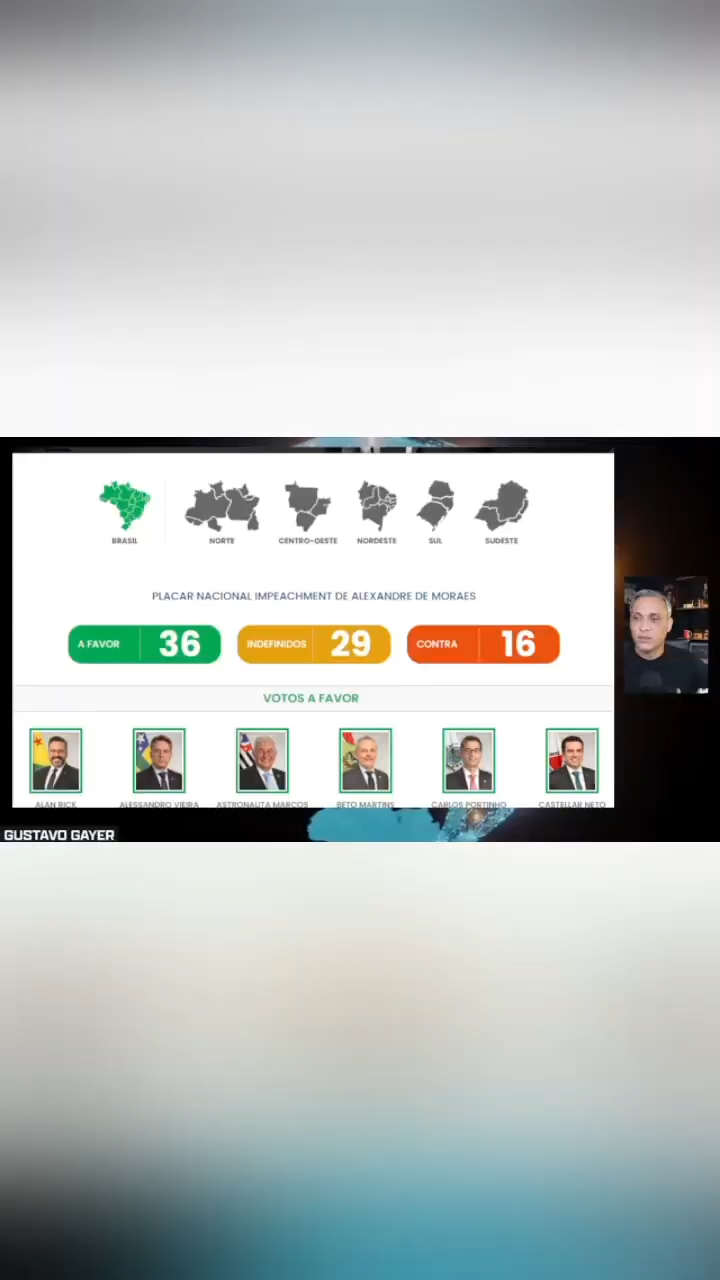 BRASIL
NORTE
CENTRO-OESTE
NORDESTE
SUL
SUDESTE
PLACAR NACIONAL IMPEACHMENT DE ALEXANDRE DE MORAES
A FAVOR 36
INDEFINIDOS 29
CONTRA 16
VOTOS A FAVOR
ALAN RICK
ALESSANDRO VIEIRA
ASTRONAUTA MARCOS
BETO MARTINS
CARLOS PORTINHO
CASTELLAR NETO
GUSTAVO GAYER